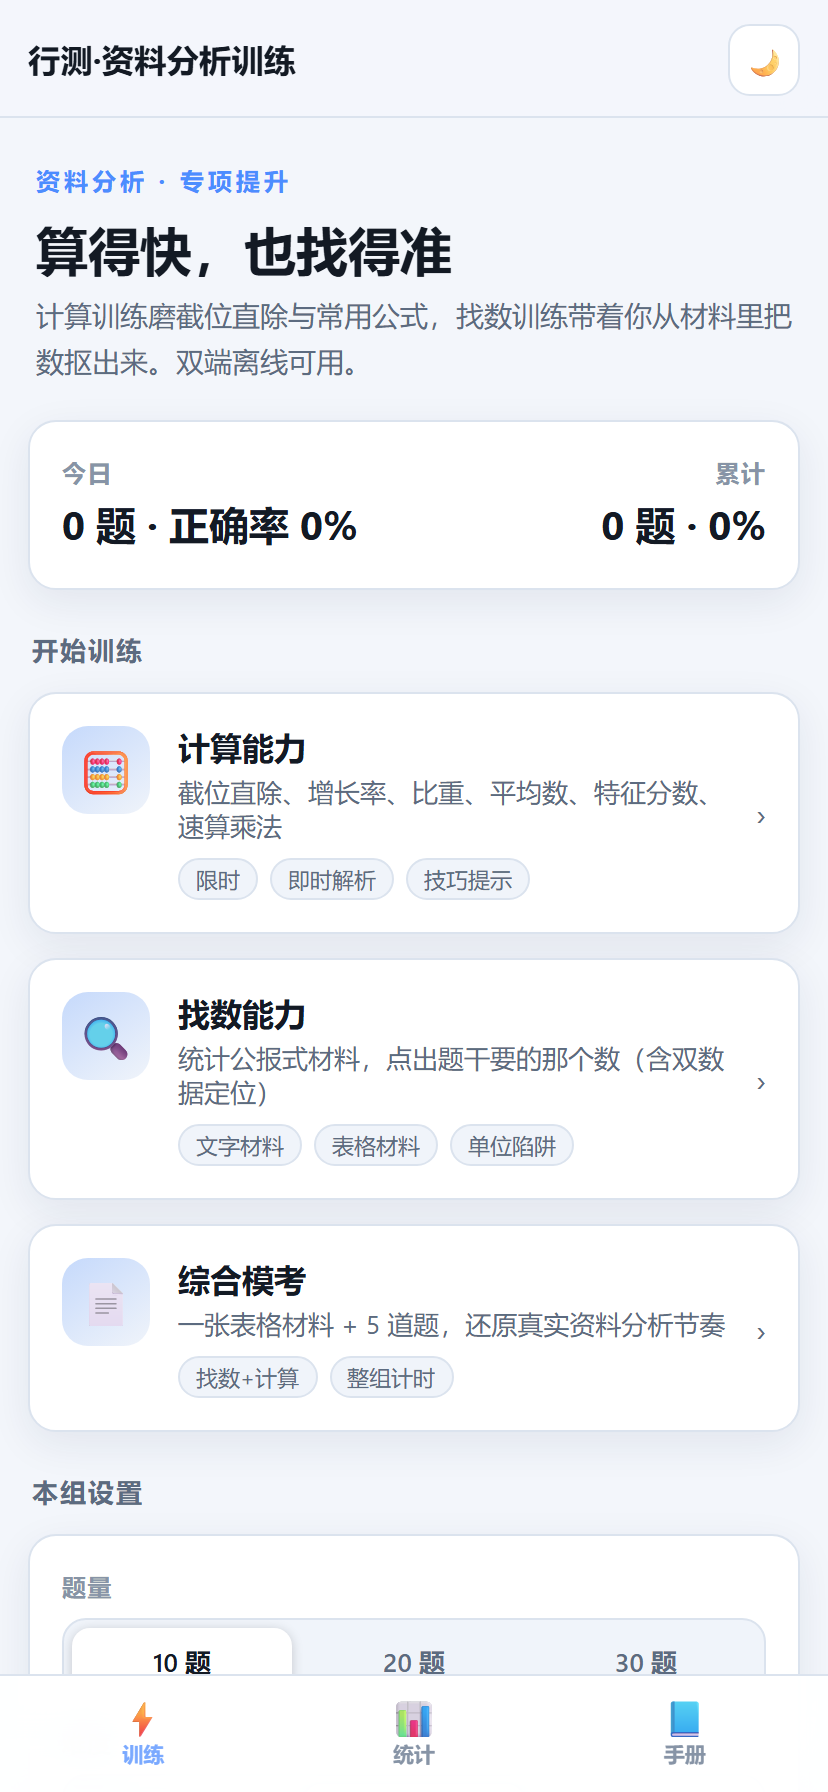 行测·资料分析训练
资料分析 · 专项提升
算得快，也找得准
计算训练磨截位直除与常用公式，找数训练带着你从材料里把
数抠出来。双端离线可用。
今日 累计
0 题 · 正确率 0% 0 题 · 0%
开始训练
计算能力
截位直除、增长率、比重、平均数、特征分数、
速算乘法
限时 即时解析 技巧提示
找数能力
统计公报式材料，点出题干要的那个数（含双数
据定位）
文字材料 表格材料 单位陷阱
综合模考
一张表格材料 + 5 道题，还原真实资料分析节奏
找数+计算 整组计时
本组设置
题量
10 题 20 题 30 题
训练 统计 手册